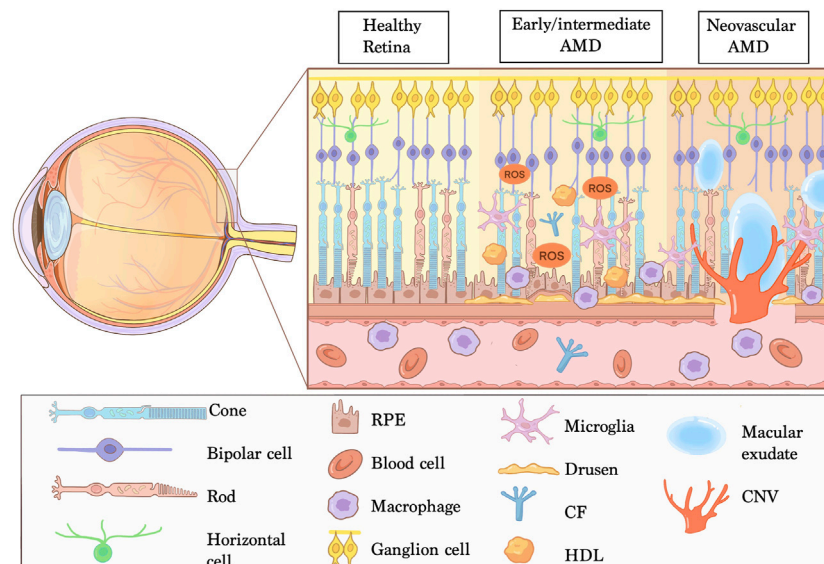 Healthy
Retina
Early/intermediate
AMD
Neovascular
AMD
ROS
ROS
ROS
Cone
Bipolar cell
Rod
Horizontal
cell
RPE
Blood cell
Macrophage
Ganglion cell
Microglia
Drusen
CF
HDL
Macular
exudate
CNV